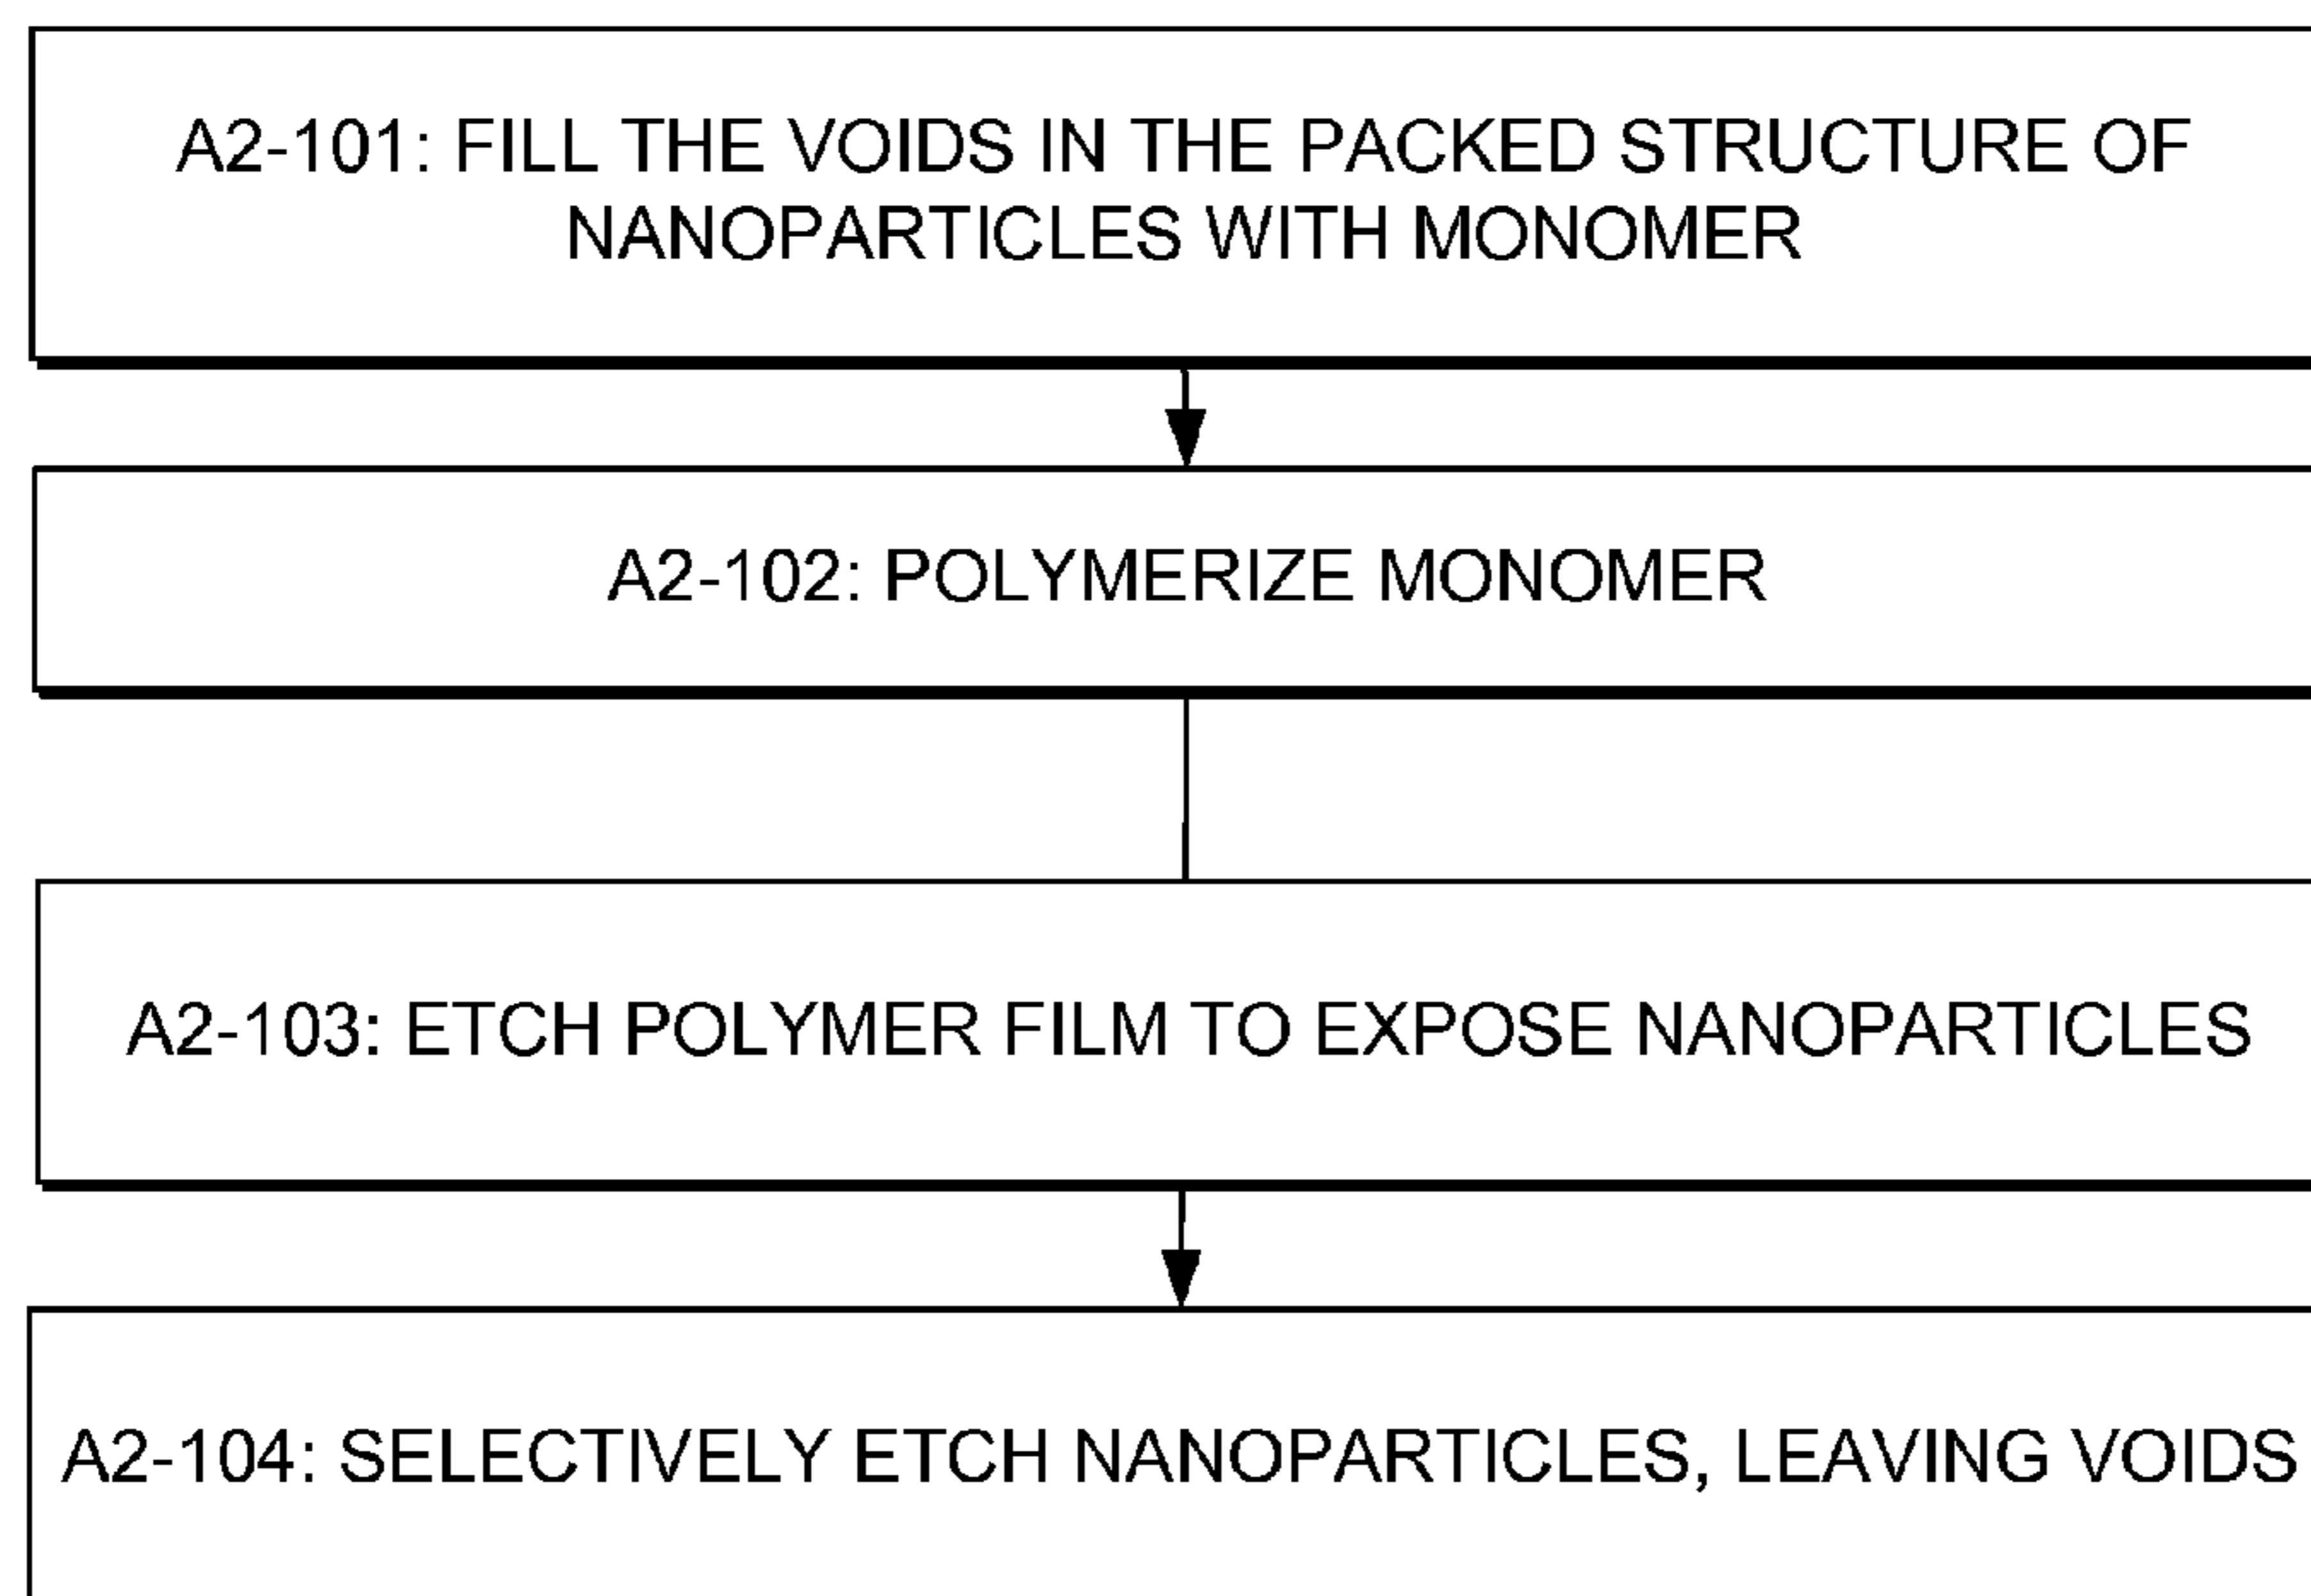 A2-101: FILL THE VOIDS IN THE PACKED STRUCTURE OF
NANOPARTICLES WITH MONOMER
A2-102: POLYMERIZE MONOMER
A2-103: ETCH POLYMER FILM TO EXPOSE NANOPARTICLES
A2-104: SELECTIVELY ETCH NANOPARTICLES, LEAVING VOIDS